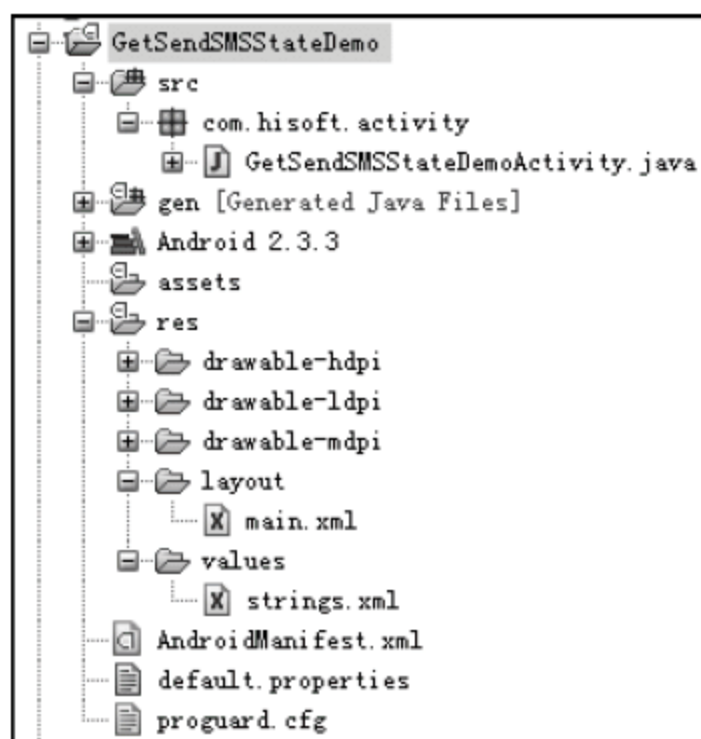 GetSendSMSStateDemo
src
com.hisoft.activity
GetSendSMSStateDemoActivity.java
gen [Generated Java Files]
Android 2.3.3
assets
res
drawable-hdpi
drawable-ldpi
drawable-mdpi
layout
main.xml
values
strings.xml
AndroidManifest.xml
default.properties
proguard.cfg